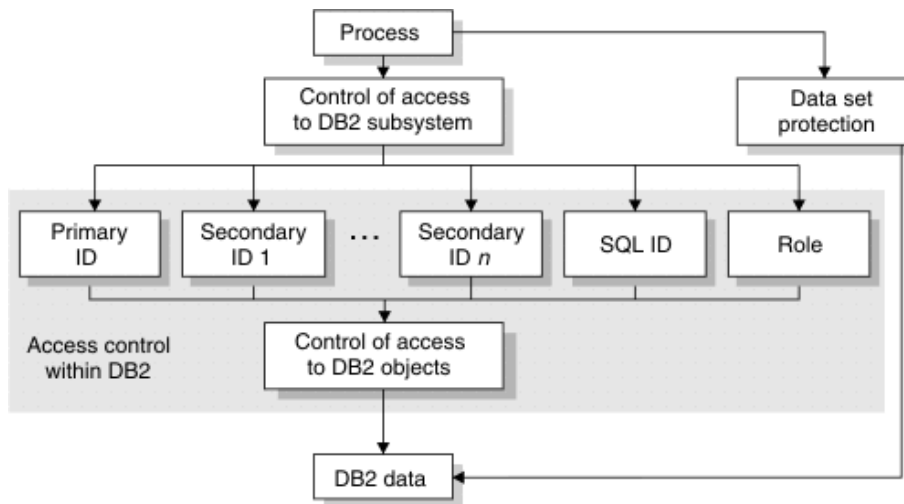 Process
Control of access
to DB2 subsystem
Data set
protection
Primary
ID
Secondary
ID 1
...
Secondary
ID n
SQL ID
Role
Access control
within DB2
Control of access
to DB2 objects
DB2 data